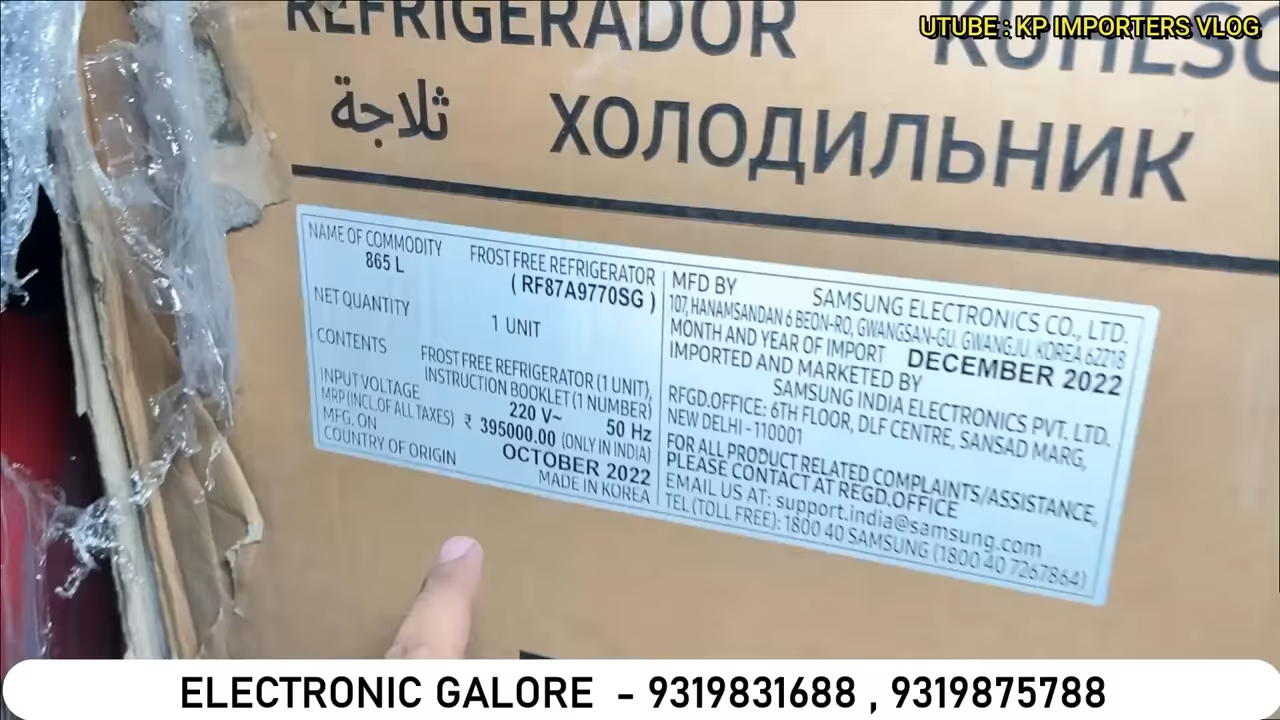 UTUBE : KP IMPORTERS VLOG
REFRIGERADOR
ثلاجة ХОЛОДИЛЬНИК
NAME OF COMMODITY FROST FREE REFRIGERATOR
865 L ( RF87A9770SG )
NET QUANTITY 1 UNIT
CONTENTS FROST FREE REFRIGERATOR (1 UNIT),
INSTRUCTION BOOKLET (1 NUMBER)
INPUT VOLTAGE 220 V~ 50 Hz
MRP (INCL.OF ALL TAXES) ₹ 395000.00 (ONLY IN INDIA)
MFG. ON OCTOBER 2022
COUNTRY OF ORIGIN MADE IN KOREA
MFD BY SAMSUNG ELECTRONICS CO., LTD.
107, HANAMSANDAN 6 BEON-RO, GWANGSAN-GU, GWANGJU, KOREA 62218
MONTH AND YEAR OF IMPORT DECEMBER 2022
IMPORTED AND MARKETED BY
SAMSUNG INDIA ELECTRONICS PVT. LTD.
RFGD.OFFICE: 6TH FLOOR, DLF CENTRE, SANSAD MARG,
NEW DELHI - 110001
FOR ALL PRODUCT RELATED COMPLAINTS/ASSISTANCE,
PLEASE CONTACT AT REGD.OFFICE
EMAIL US AT: support.india@samsung.com
TEL (TOLL FREE): 1800 40 SAMSUNG (1800 40 7267864)
ELECTRONIC GALORE - 9319831688 , 9319875788